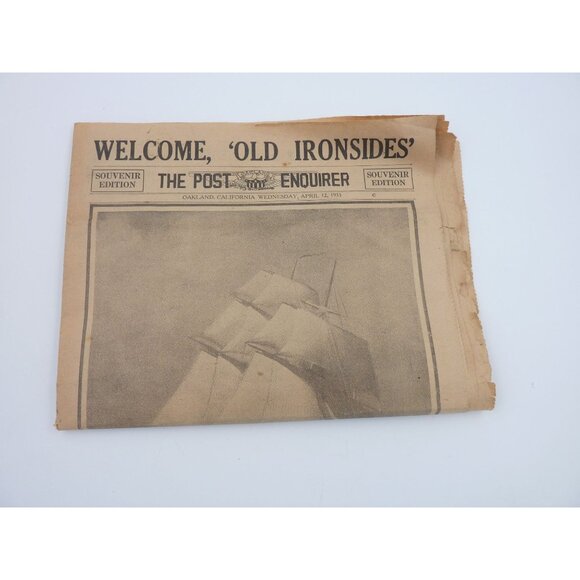 WELCOME, 'OLD IRONSIDES'
SOUVENIR
EDITION
THE POST ENQUIRER
SOUVENIR
EDITION
OAKLAND, CALIFORNIA WEDNESDAY, APRIL 12, 1933